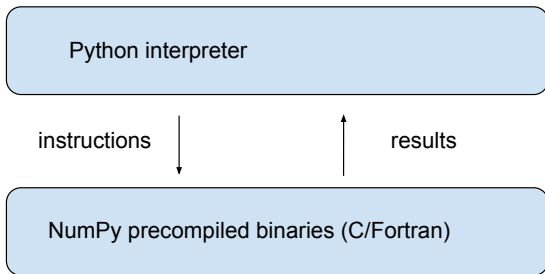 Python interpreter
instructions
results
NumPy precompiled binaries (C/Fortran)